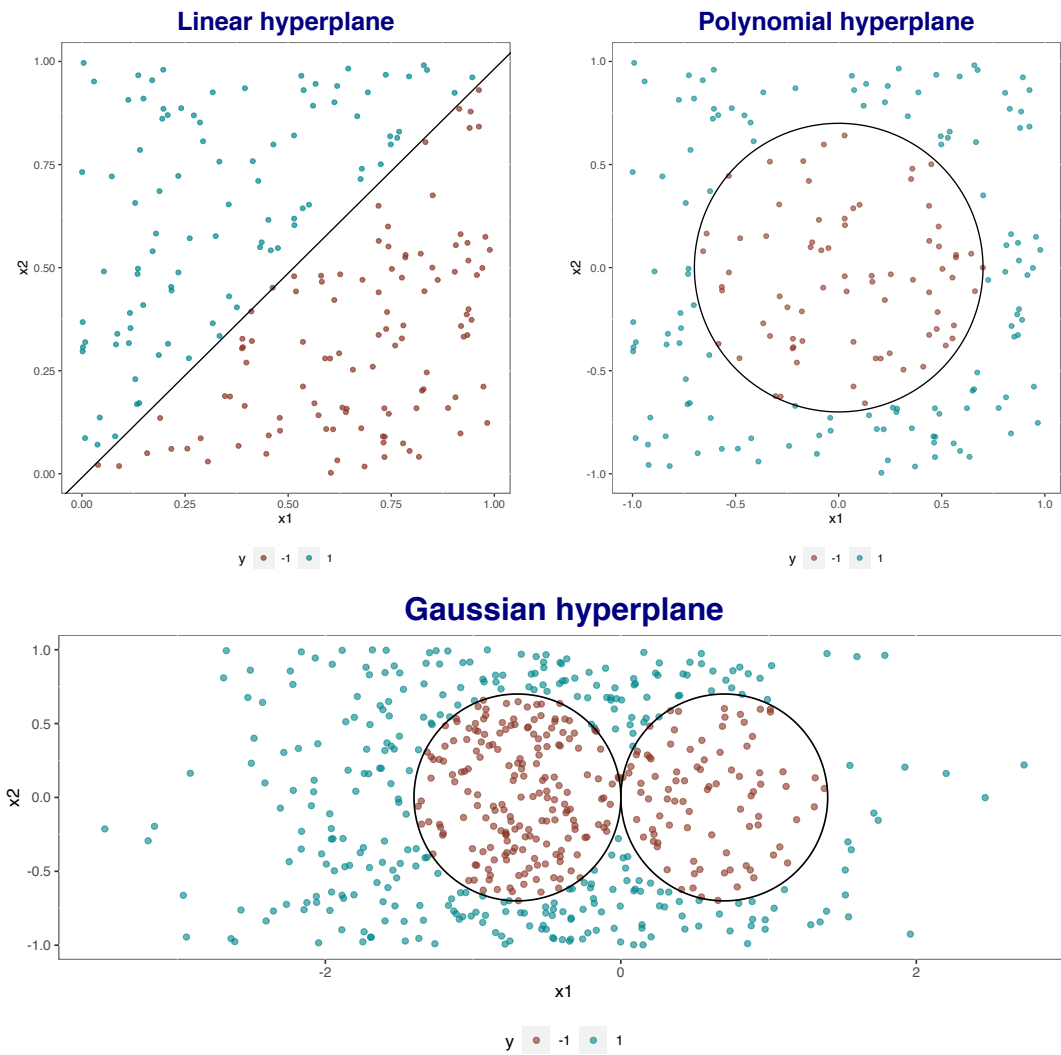 Linear hyperplane
Polynomial hyperplane
1.00
0.75
0.50
0.25
0.00
x2
0.00 0.25 0.50 0.75 1.00
x1
y -1 1
1.0
0.5
0.0
-0.5
-1.0
x2
-1.0 -0.5 0.0 0.5 1.0
x1
y -1 1
Gaussian hyperplane
1.0
0.5
0.0
-0.5
-1.0
x2
-2 0 2
x1
y -1 1